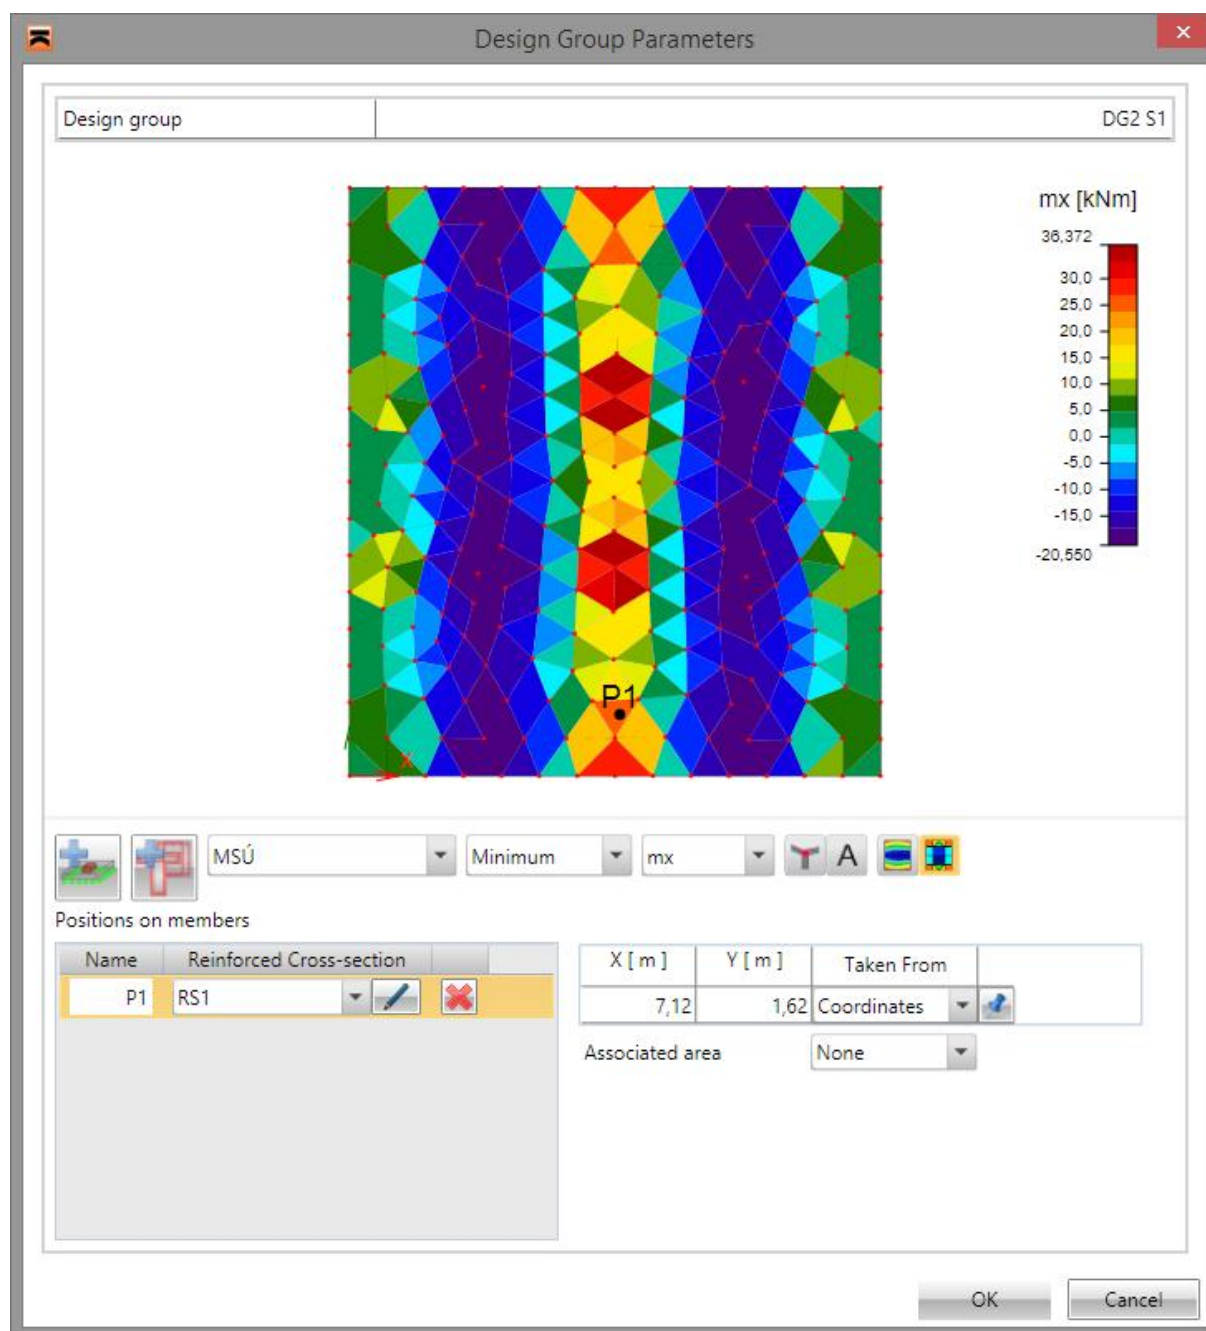 Design Group Parameters
Design group DG2 S1
mx [kNm]
36,372
30,0
25,0
20,0
15,0
10,0
5,0
0,0
-5,0
-10,0
-15,0
-20,550
P1
X
MSÚ Minimum mx A
Positions on members
Name Reinforced Cross-section
P1 RS1
X [ m ] Y [ m ] Taken From
7,12 1,62 Coordinates
Associated area None
OK Cancel